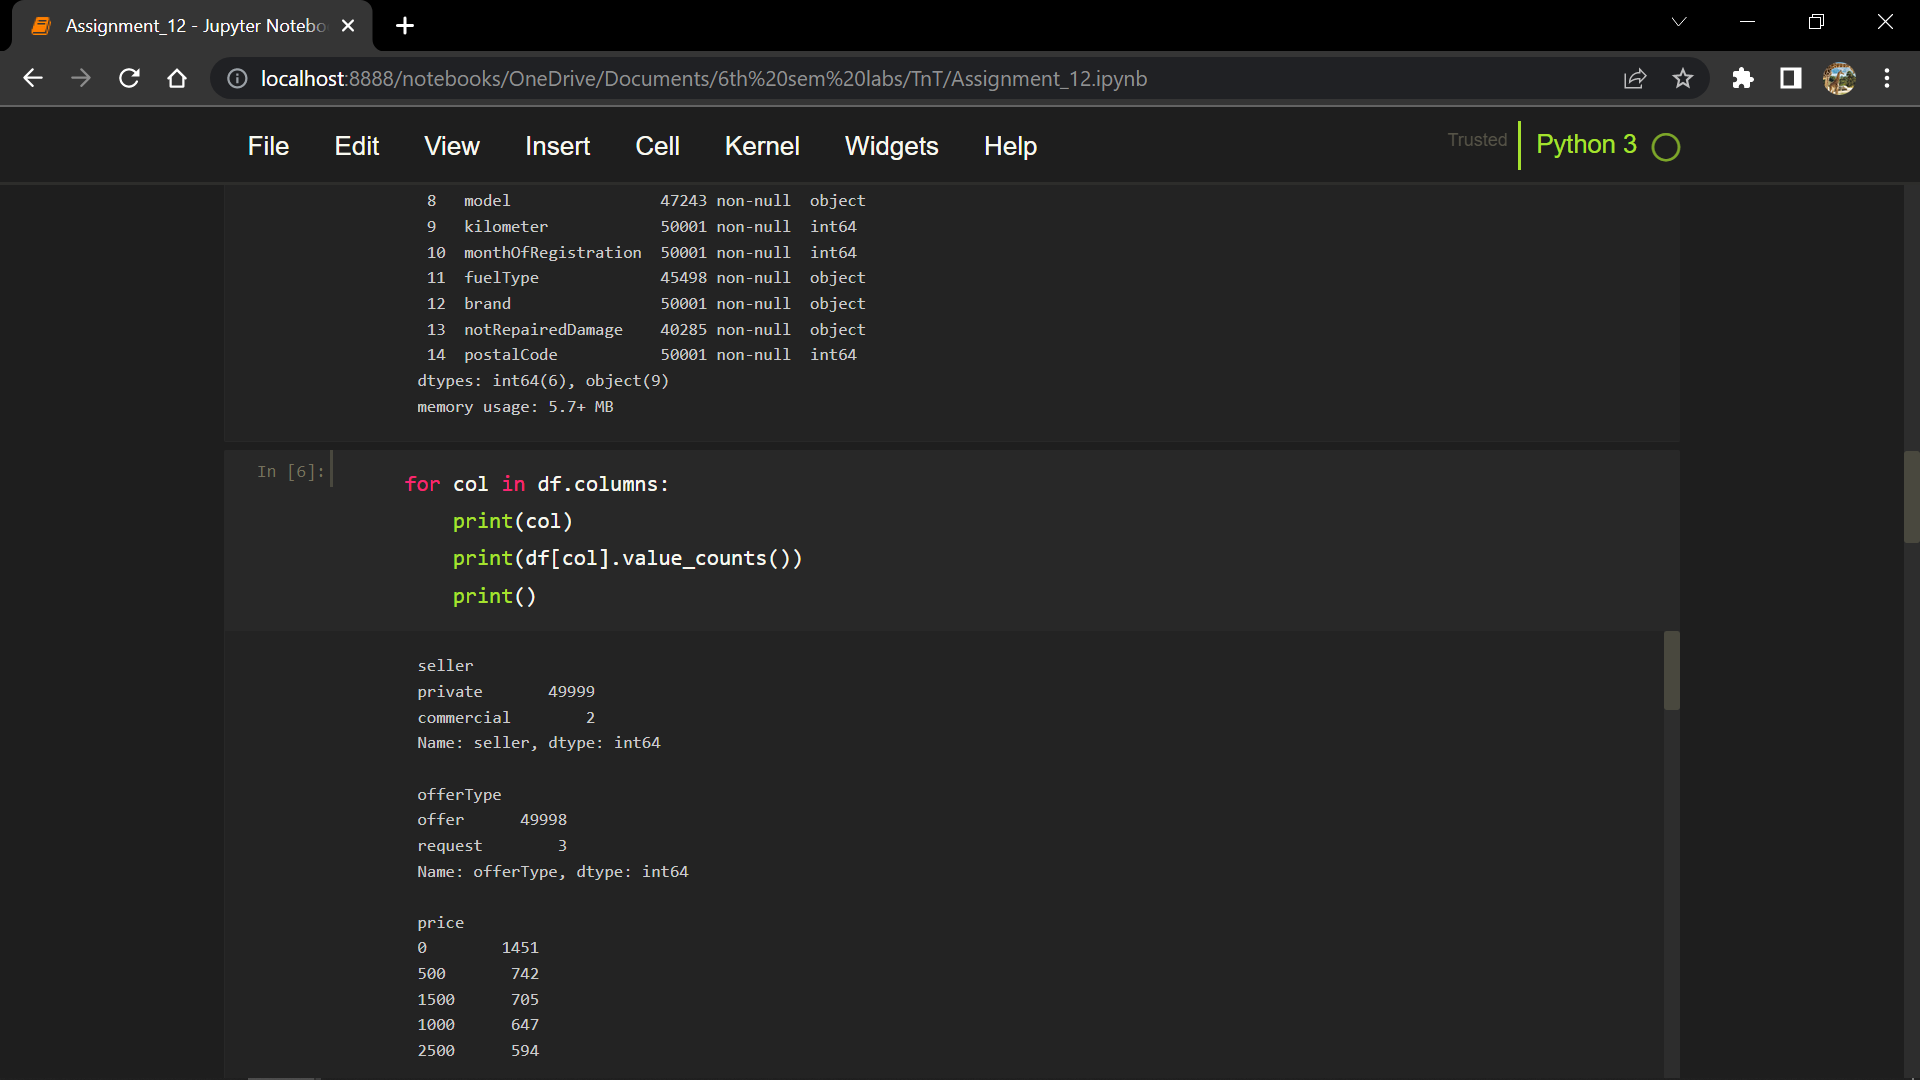 Assignment_12 - Jupyter Notebo
localhost:8888/notebooks/OneDrive/Documents/6th%20sem%20labs/TnT/Assignment_12.ipynb
File Edit View Insert Cell Kernel Widgets Help Trusted Python 3
8 model 47243 non-null object
9 kilometer 50001 non-null int64
10 monthOfRegistration 50001 non-null int64
11 fuelType 45498 non-null object
12 brand 50001 non-null object
13 notRepairedDamage 40285 non-null object
14 postalCode 50001 non-null int64
dtypes: int64(6), object(9)
memory usage: 5.7+ MB
In [6]:
for col in df.columns:
    print(col)
    print(df[col].value_counts())
    print()
seller
private 49999
commercial 2
Name: seller, dtype: int64
offerType
offer 49998
request 3
Name: offerType, dtype: int64
price
0 1451
500 742
1500 705
1000 647
2500 594